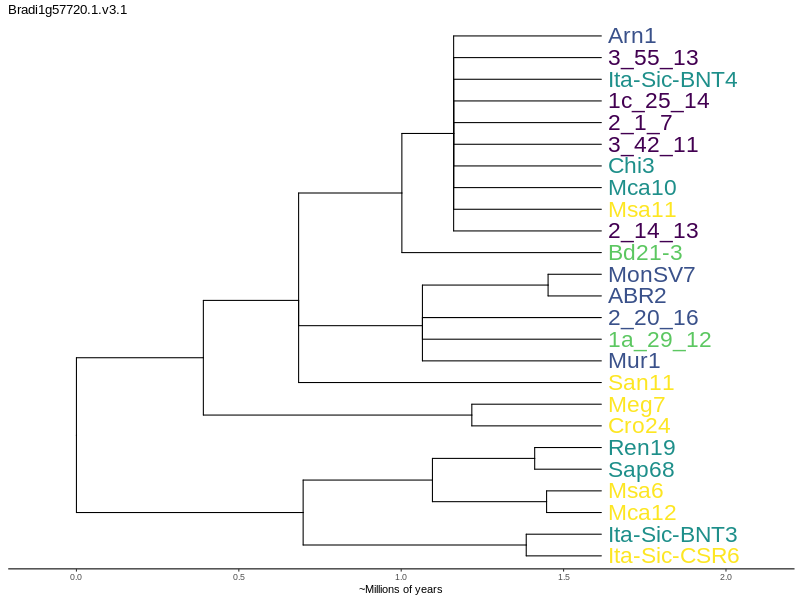 Bradi1g57720.1.v3.1
Arn1
3_55_13
Ita-Sic-BNT4
1c_25_14
2_1_7
3_42_11
Chi3
Mca10
Msa11
2_14_13
Bd21-3
MonSV7
ABR2
2_20_16
1a_29_12
Mur1
San11
Meg7
Cro24
Ren19
Sap68
Msa6
Mca12
Ita-Sic-BNT3
Ita-Sic-CSR6
0.0 0.5 1.0 1.5 2.0
~Millions of years